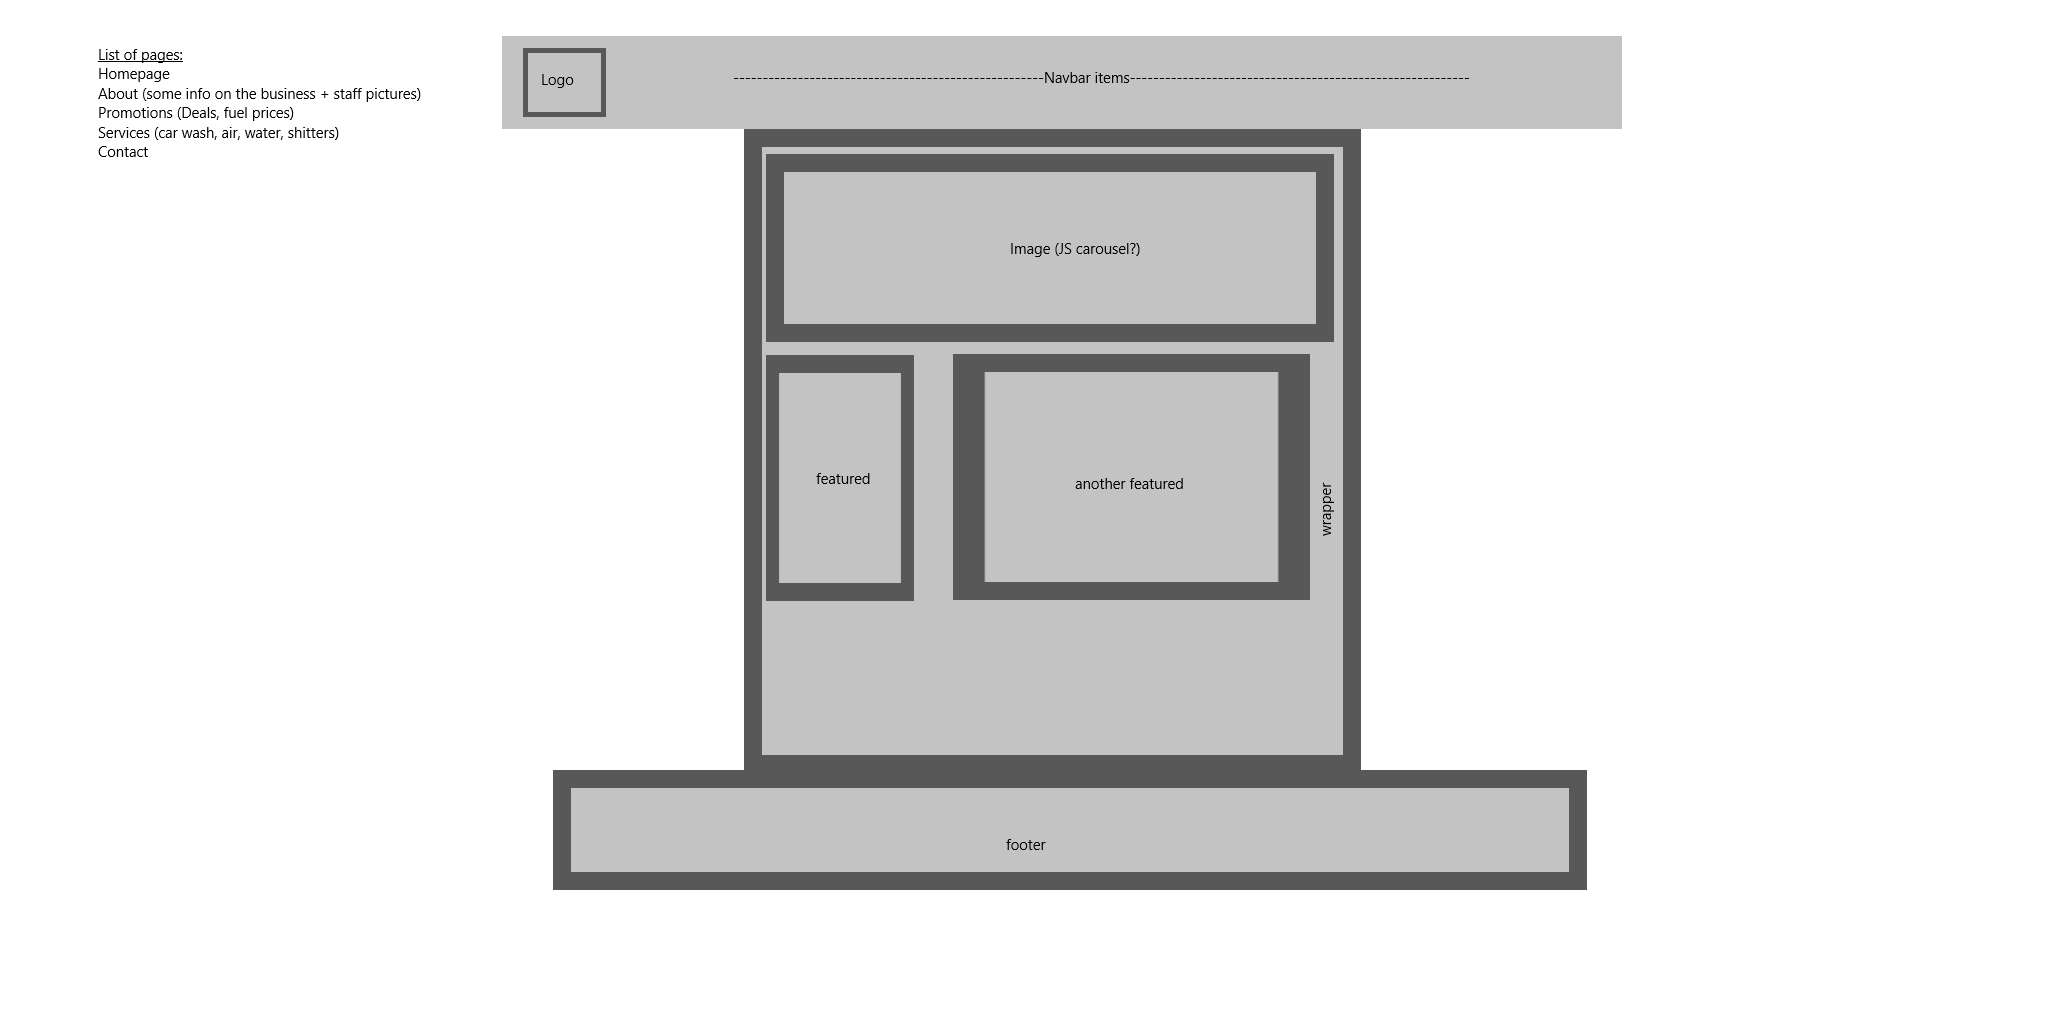 List of pages:
Homepage
About (some info on the business + staff pictures)
Promotions (Deals, fuel prices)
Services (car wash, air, water, shitters)
Contact
Logo
-----------------------------------------------------Navbar items----------------------------------------------------------
Image (JS carousel?)
featured
another featured
wrapper
footer